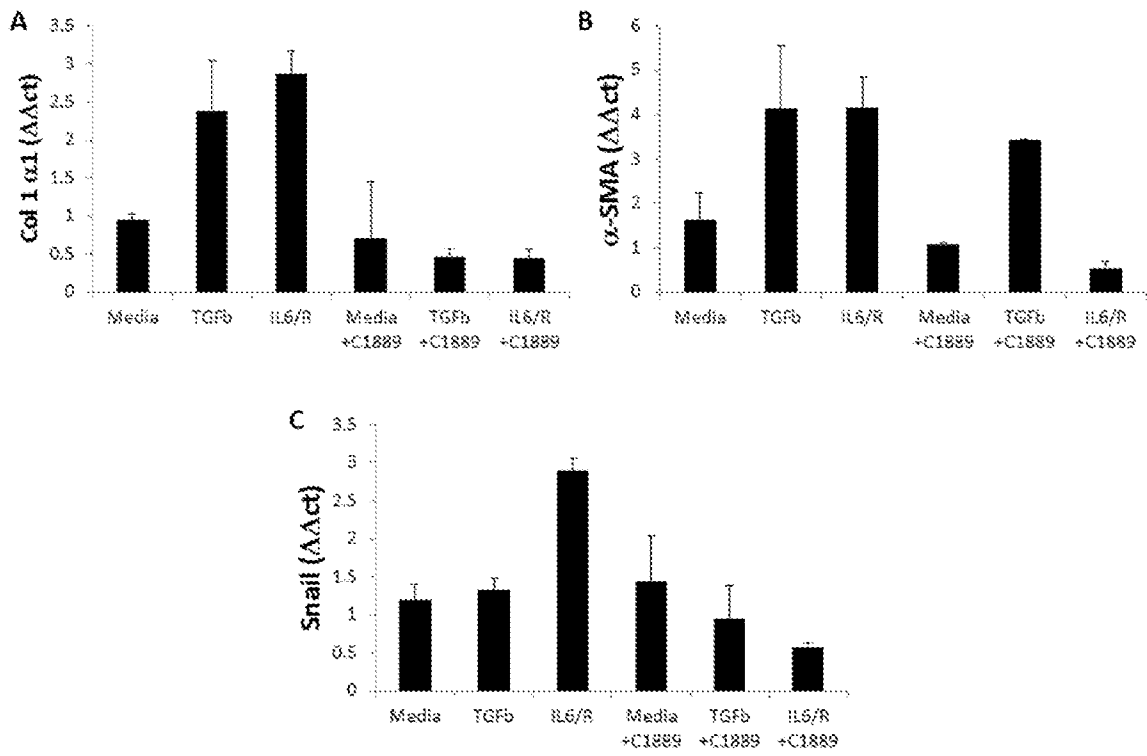 A
Col 1 α1 (ΔΔct)
3.5
3
2.5
2
1.5
1
0.5
0
Media TGFb IL6/R Media TGFb IL6/R
+C1889 +C1889 +C1889
B
α-SMA (ΔΔct)
6
5
4
3
2
1
0
Media TGFb IL6/R Media TGFb IL6/R
+C1889 +C1889 +C1889
C
Snail (ΔΔct)
3.5
3
2.5
2
1.5
1
0.5
0
Media TGFb IL6/R Media TGFb IL6/R
+C1889 +C1889 +C1889